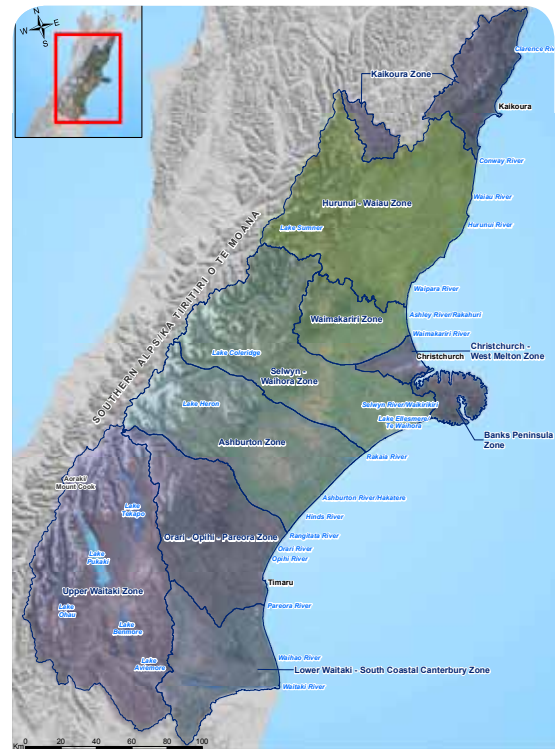 N
W
E
S
Clarence Riv
Kaikoura Zone
Kaikoura
Conway River
Hurunui - Waiau Zone
Waiau River
Lake Sumner
Hurunui River
SOUTHERN ALPS/KA TIRITIRI O TE MOANA
Waipara River
Waimakariri Zone
Ashley River/Rakahuri
Waimakariri River
Christchurch -
West Melton Zone
Christchurch
Lake Coleridge
Selwyn -
Waihora Zone
Lake Heron
Selwyn River/Waikirikiri
Lake Ellesmere/
Te Waihora
Banks Peninsula
Zone
Ashburton Zone
Rakaia River
Aoraki
Mount Cook
Lake
Tekapo
Ashburton River/Hakatere
Hinds River
Orari - Opihi - Pareora Zone
Rangitata River
Orari River
Opihi River
Lake
Pukaki
Timaru
Upper Waitaki Zone
Pareora River
Lake
Ohau
Lake
Benmore
Waihao River
Lake
Aviemore
Lower Waitaki - South Coastal Canterbury Zone
Waitaki River
0 20 40 60 80 100
Km